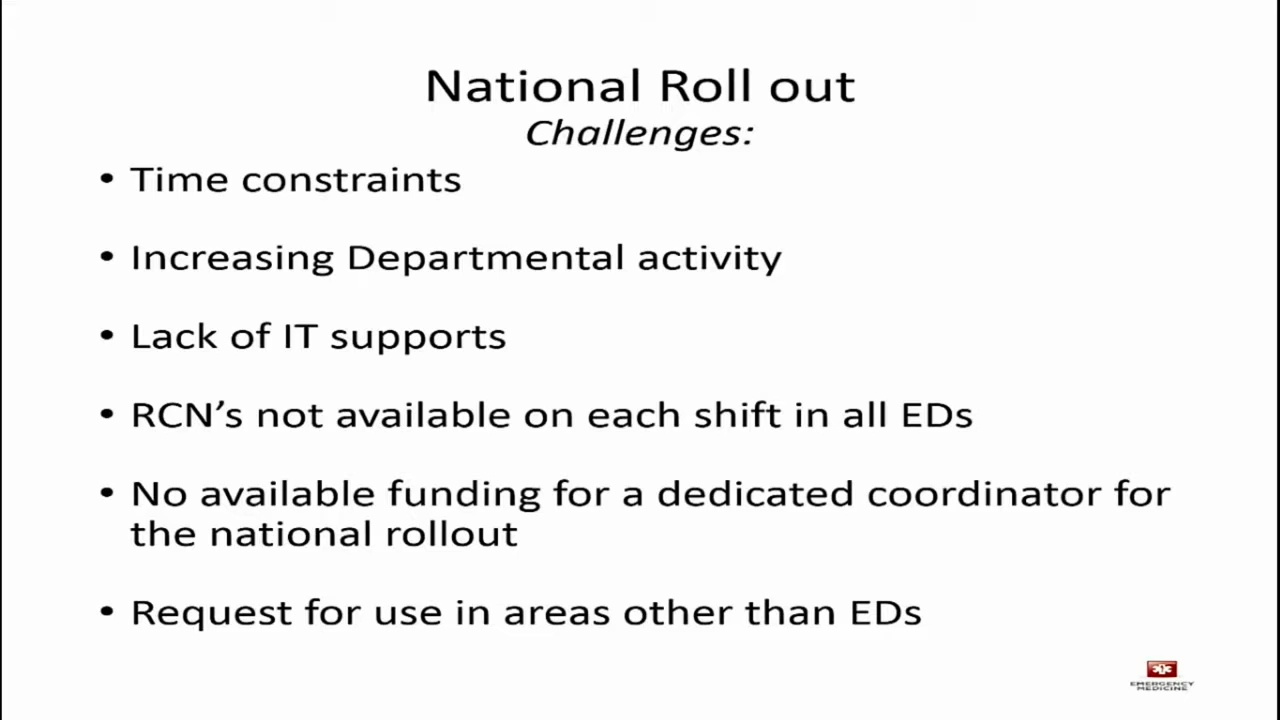 National Roll out
Challenges:
• Time constraints
• Increasing Departmental activity
• Lack of IT supports
• RCN’s not available on each shift in all EDs
• No available funding for a dedicated coordinator for
the national rollout
• Request for use in areas other than EDs
EMERGENCY
MEDICINE